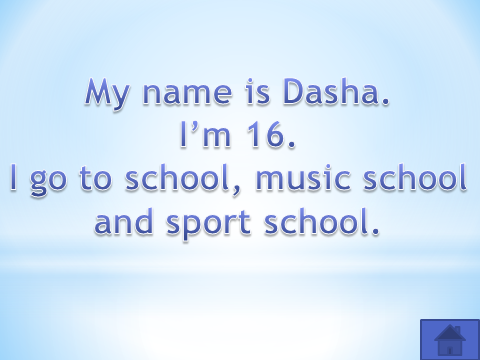 My name is Dasha.
I'm 16.
I go to school, music school
and sport school.